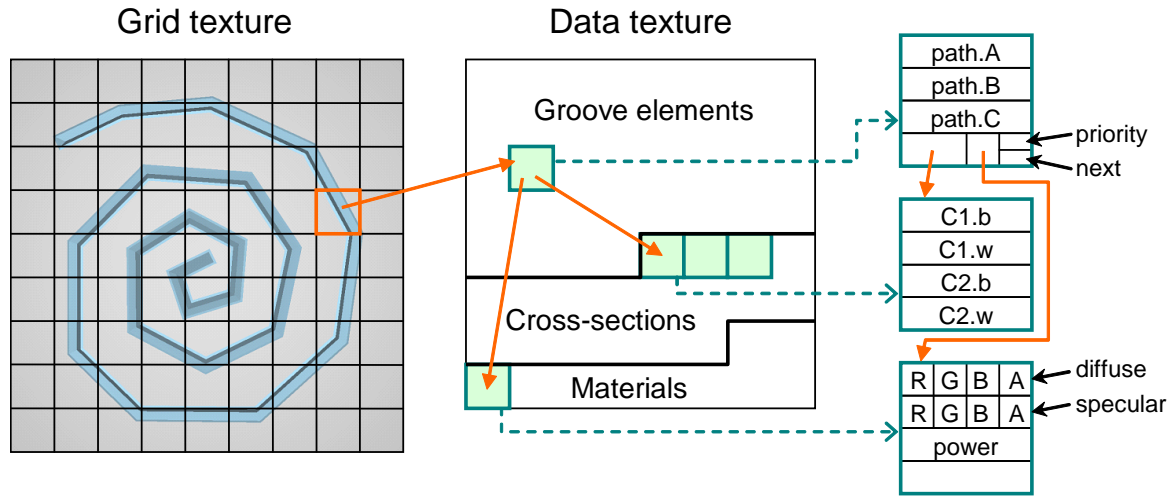 Grid texture
Data texture
Groove elements
Cross-sections
Materials
path.A
path.B
path.C
priority
next
C1.b
C1.w
C2.b
C2.w
R G B A
diffuse
R G B A
specular
power